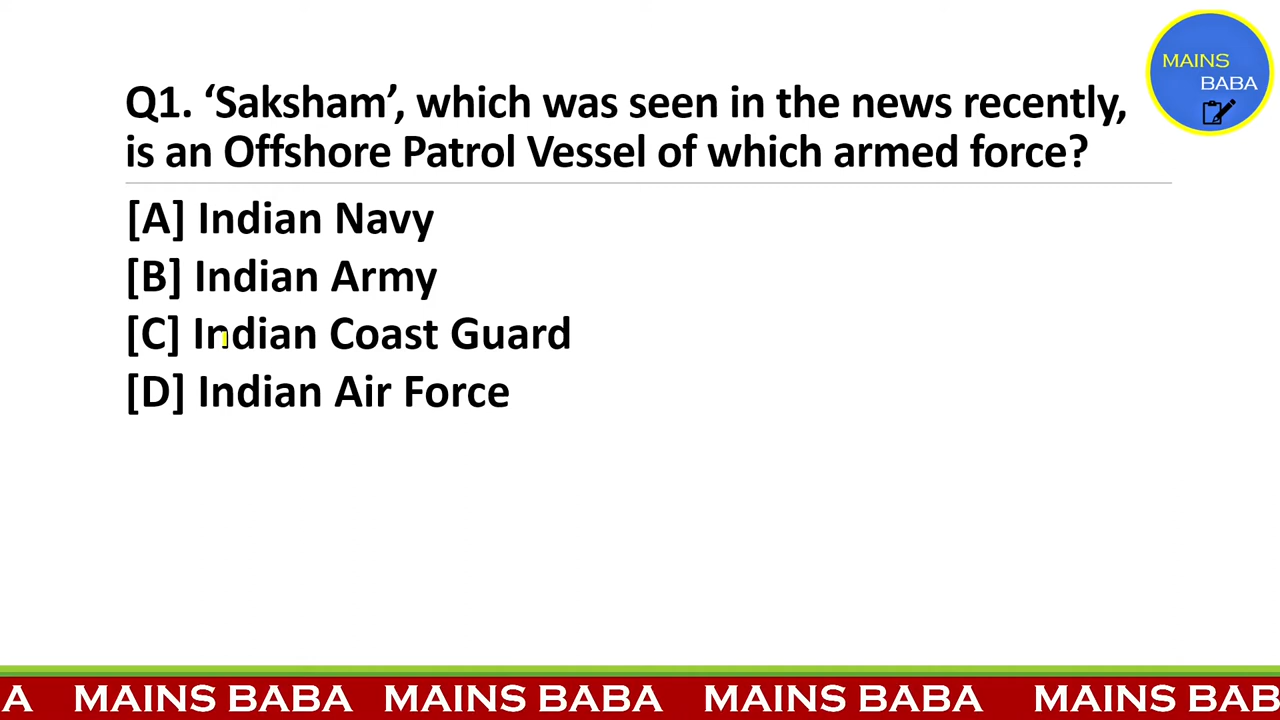 MAINS
BABA
Q1. ‘Saksham’, which was seen in the news recently,
is an Offshore Patrol Vessel of which armed force?
[A] Indian Navy
[B] Indian Army
[C] Indian Coast Guard
[D] Indian Air Force
A MAINS BABA MAINS BABA MAINS BABA MAINS BAB